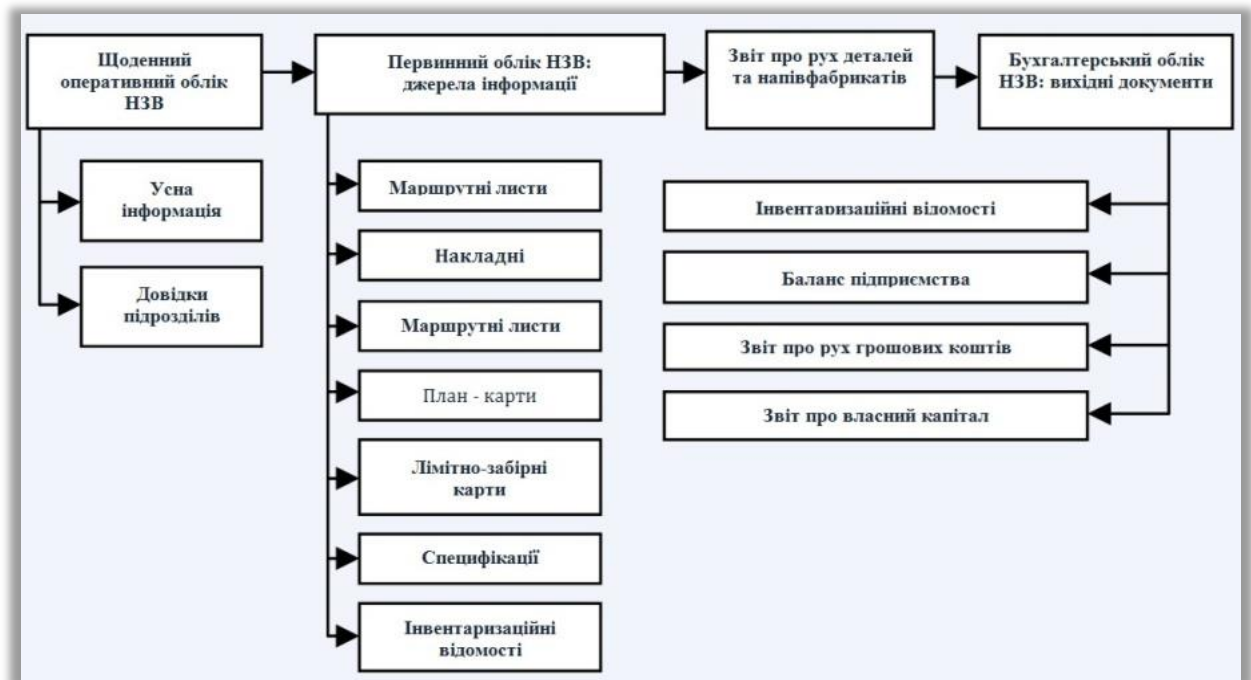 Щоденний
оперативний облік
НЗВ
Первинний облік НЗВ:
джерела інформації
Звіт про рух деталей
та напівфабрикатів
Бухгалтерський облік
НЗВ: вихідні документи
Усна
інформація
Довідки
підрозділів
Маршрутні листи
Накладні
Маршрутні листи
План - карти
Лімітно-забірні
карти
Специфікації
Інвентаризаційні
відомості
Інвентаризаційні відомості
Баланс підприємства
Звіт про рух грошових коштів
Звіт про власний капітал